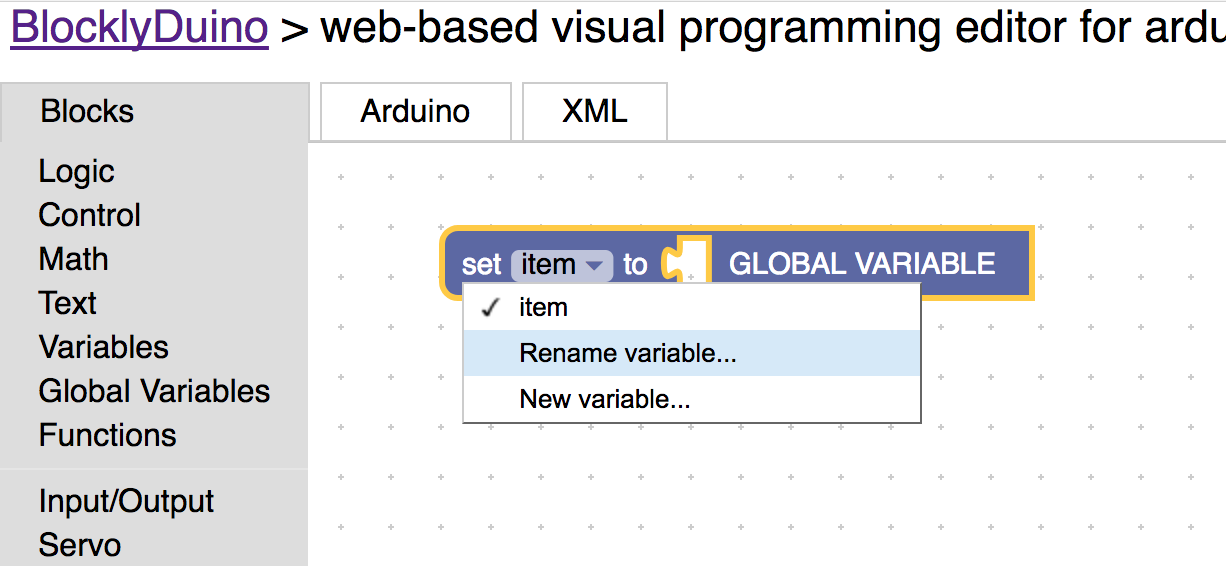 BlocklyDuino > web-based visual programming editor for ardu
Blocks
Arduino
XML
Logic
Control
Math
Text
Variables
Global Variables
Functions
Input/Output
Servo
set item to GLOBAL VARIABLE
✓ item
Rename variable...
New variable...